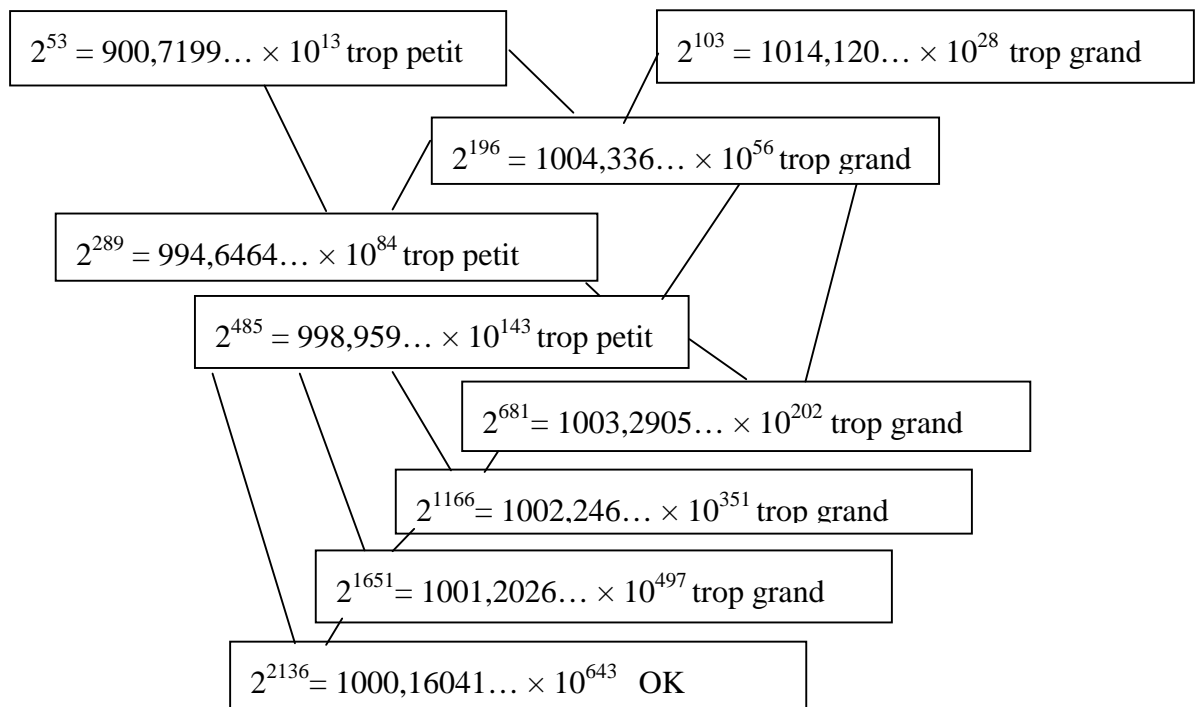 2^53 = 900,7199… × 10^13 trop petit
2^103 = 1014,120… × 10^28 trop grand
2^196 = 1004,336… × 10^56 trop grand
2^289 = 994,6464… × 10^84 trop petit
2^485 = 998,959… × 10^143 trop petit
2^681= 1003,2905… × 10^202 trop grand
2^1166= 1002,246… × 10^351 trop grand
2^1651= 1001,2026… × 10^497 trop grand
2^2136= 1000,16041… × 10^643 OK